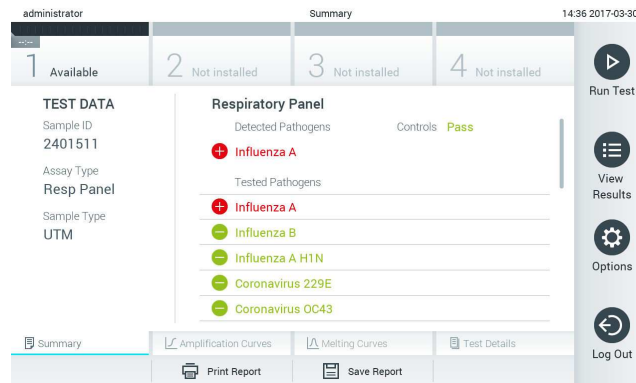 administrator
Summary
14:36 2017-03-30
--:--
1 Available
2 Not installed
3 Not installed
4 Not installed
Run Test
View Results
Options
Log Out
TEST DATA
Sample ID
2401511
Assay Type
Resp Panel
Sample Type
UTM
Respiratory Panel
Detected Pathogens
Controls Pass
Influenza A
Tested Pathogens
Influenza A
Influenza B
Influenza A H1N
Coronavirus 229E
Coronavirus OC43
Summary
Amplification Curves
Melting Curves
Test Details
Print Report
Save Report